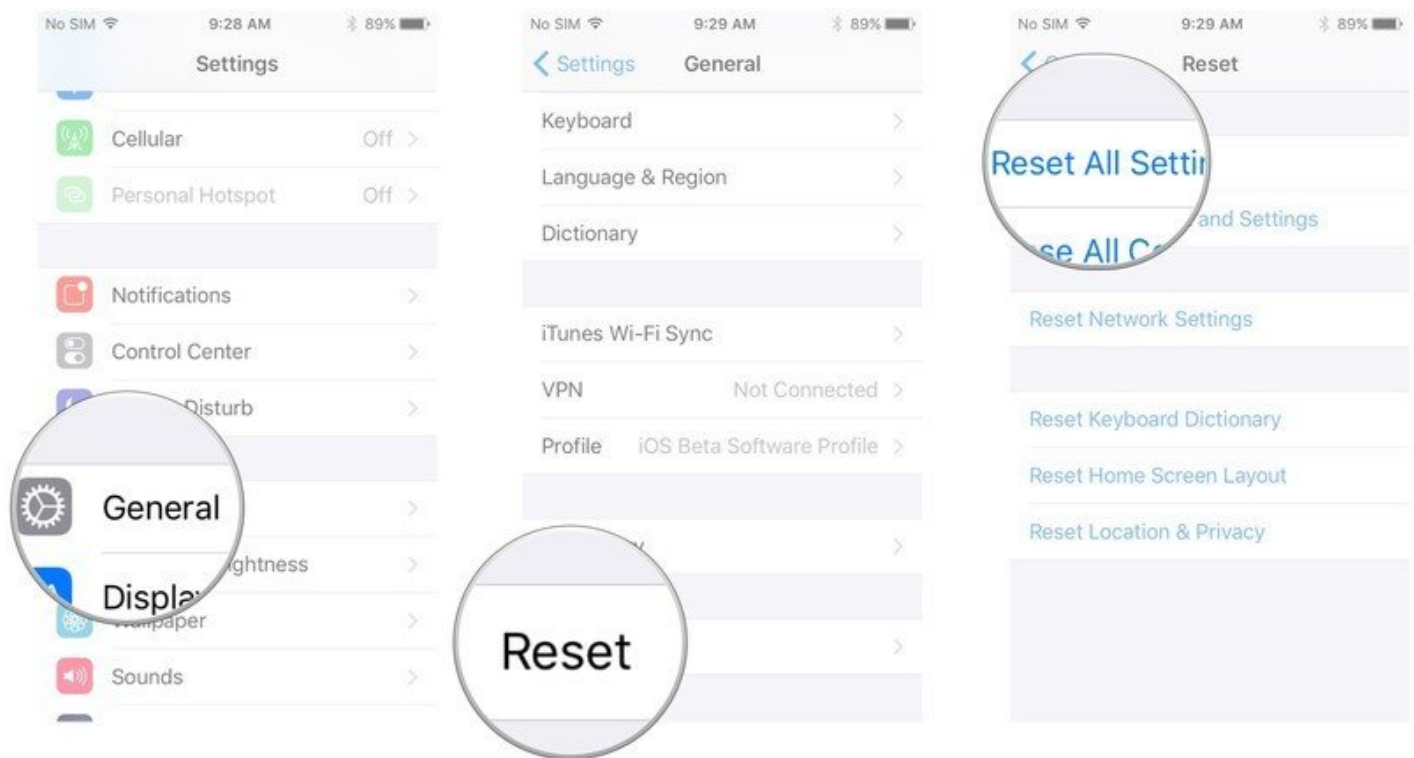 No SIM 9:28 AM 89%
Settings
Cellular Off
Personal Hotspot Off
Notifications
Control Center
Disturb
General
ghtness
Display
Wallpaper
Sounds
No SIM 9:29 AM 89%
Settings General
Keyboard
Language & Region
Dictionary
iTunes Wi-Fi Sync
VPN Not Connected
Profile iOS Beta Software Profile
Reset
No SIM 9:29 AM 89%
Reset
Reset All Settin
and Settings
se All Co
Reset Network Settings
Reset Keyboard Dictionary
Reset Home Screen Layout
Reset Location & Privacy